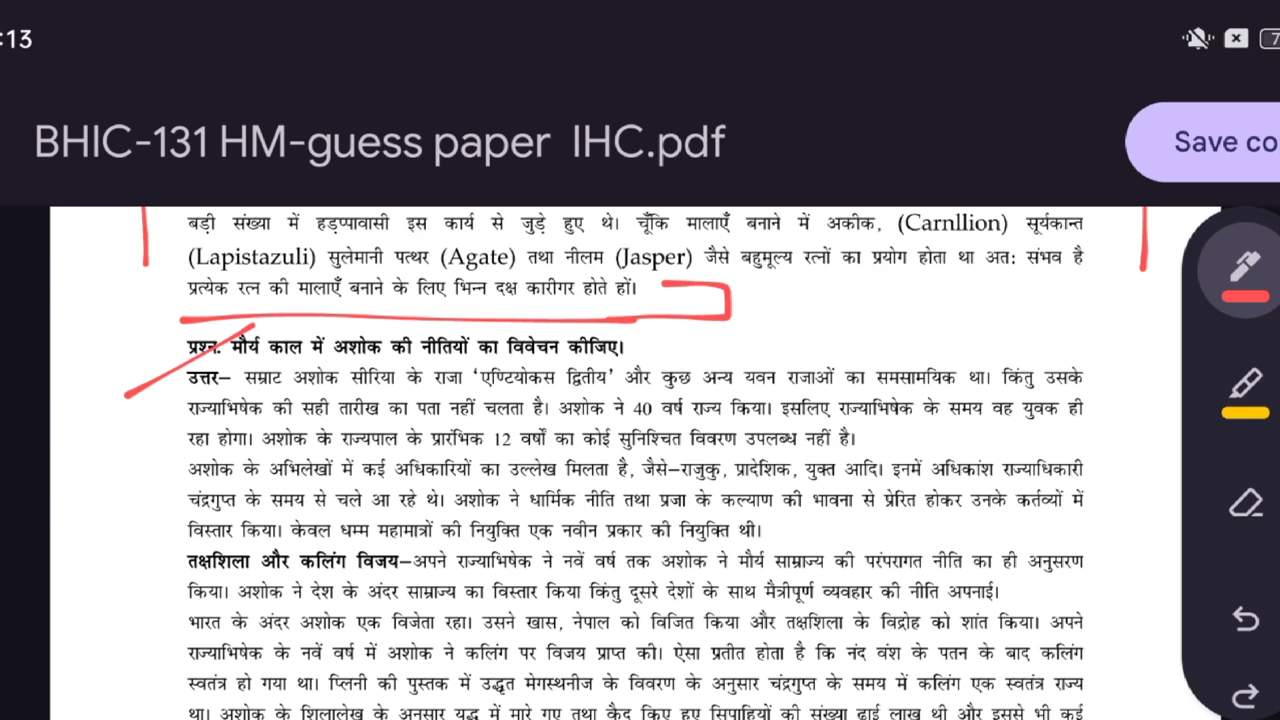 :13
BHIC-131 HM-guess paper IHC.pdf
Save co
बड़ी संख्या में हड़प्पावासी इस कार्य से जुड़े हुए थे। चूँकि मालाएँ बनाने में अकीक, (Carnllion) सूर्यकान्त
(Lapistazuli) सुलेमानी पत्थर (Agate) तथा नीलम (Jasper) जैसे बहुमूल्य रत्नों का प्रयोग होता था अत: संभव है
प्रत्येक रत्न की मालाएँ बनाने के लिए भिन्न दक्ष कारीगर होते हों।
प्रश्न. मौर्य काल में अशोक की नीतियों का विवेचन कीजिए।
उत्तर– सम्राट अशोक सीरिया के राजा ‘एण्टियोकस द्वितीय’ और कुछ अन्य यवन राजाओं का समसामयिक था। किंतु उसके
राज्याभिषेक की सही तारीख का पता नहीं चलता है। अशोक ने 40 वर्ष राज्य किया। इसलिए राज्याभिषेक के समय वह युवक ही
रहा होगा। अशोक के राज्यपाल के प्रारंभिक 12 वर्षों का कोई सुनिश्चित विवरण उपलब्ध नहीं है।
अशोक के अभिलेखों में कई अधिकारियों का उल्लेख मिलता है, जैसे–राजुकु, प्रादेशिक, युक्त आदि। इनमें अधिकांश राज्याधिकारी
चंद्रगुप्त के समय से चले आ रहे थे। अशोक ने धार्मिक नीति तथा प्रजा के कल्याण की भावना से प्रेरित होकर उनके कर्तव्यों में
विस्तार किया। केवल धम्म महामात्रों की नियुक्ति एक नवीन प्रकार की नियुक्ति थी।
तक्षशिला और कलिंग विजय–अपने राज्याभिषेक ने नवें वर्ष तक अशोक ने मौर्य साम्राज्य की परंपरागत नीति का ही अनुसरण
किया। अशोक ने देश के अंदर साम्राज्य का विस्तार किया किंतु दूसरे देशों के साथ मैत्रीपूर्ण व्यवहार की नीति अपनाई।
भारत के अंदर अशोक एक विजेता रहा। उसने खास, नेपाल को विजित किया और तक्षशिला के विद्रोह को शांत किया। अपने
राज्याभिषेक के नवें वर्ष में अशोक ने कलिंग पर विजय प्राप्त की। ऐसा प्रतीत होता है कि नंद वंश के पतन के बाद कलिंग
स्वतंत्र हो गया था। प्लिनी की पुस्तक में उद्धृत मेगस्थनीज के विवरण के अनुसार चंद्रगुप्त के समय में कलिंग एक स्वतंत्र राज्य
था। अशोक के शिलालेख के अनुसार युद्ध में मारे गए तथा कैद किए हुए सिपाहियों की संख्या ढाई लाख थी और इससे भी कई